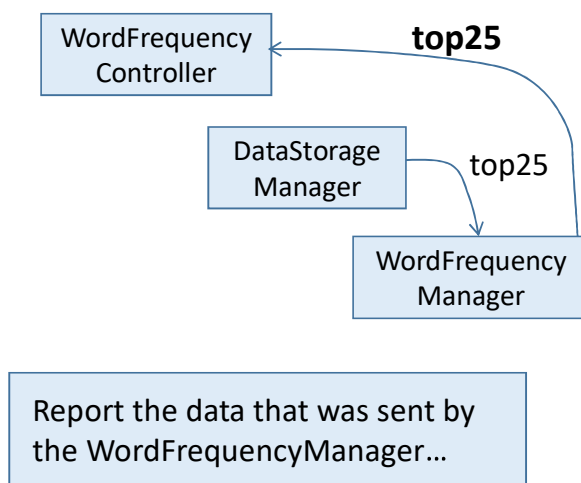 WordFrequency
Controller
top25
DataStorage
Manager
top25
WordFrequency
Manager
Report the data that was sent by
the WordFrequencyManager…